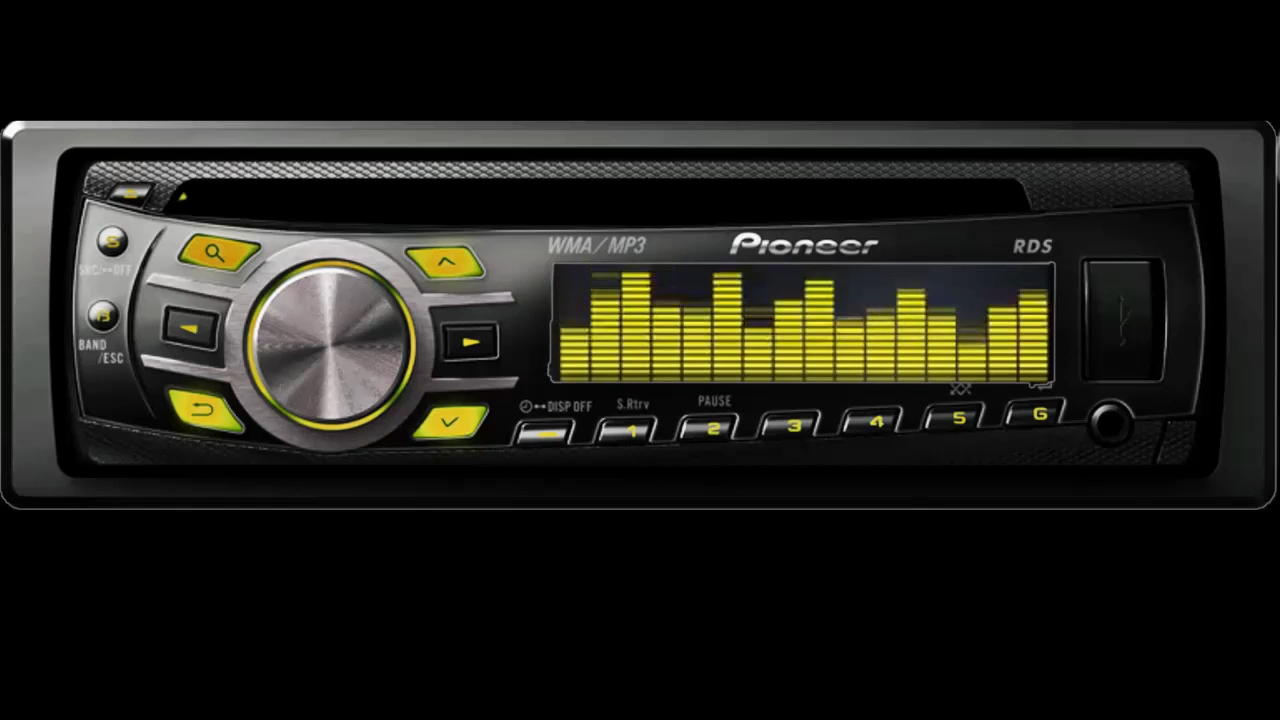 S
SRC/••OFF
B
BAND
/ESC
WMA/MP3
Pioneer
RDS
DISP OFF
S.Rtrv
PAUSE
1
2
3
4
5
6